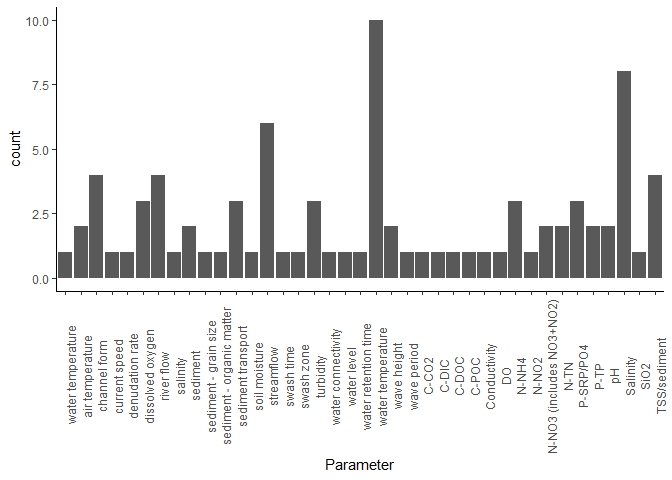 10.0
7.5
5.0
2.5
0.0
count
water temperature
air temperature
channel form
current speed
denudation rate
dissolved oxygen
river flow
salinity
sediment
sediment - grain size
sediment - organic matter
sediment transport
soil moisture
streamflow
swash time
swash zone
turbidity
water connectivity
water level
water retention time
water temperature
wave height
wave period
C-CO2
C-DIC
C-DOC
C-POC
Conductivity
DO
N-NH4
N-NO2
N-NO3 (includes NO3+NO2)
N-TN
P-SRP/PO4
P-TP
pH
Salinity
SiO2
TSS/sediment
Parameter